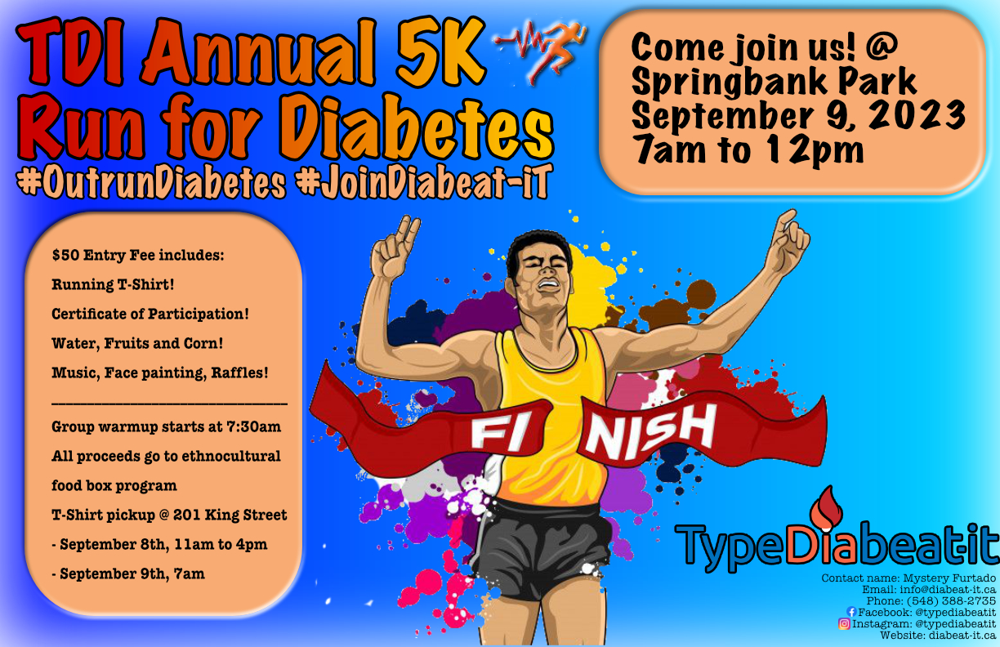 TDI Annual 5K
Run for Diabetes
#OutrunDiabetes #JoinDiabeat-iT
Come join us! @
Springbank Park
September 9, 2023
7am to 12pm
$50 Entry Fee includes:
Running T-Shirt!
Certificate of Participation!
Water, Fruits and Corn!
Music, Face painting, Raffles!
Group warmup starts at 7:30am
All proceeds go to ethnocultural
food box program
T-Shirt pickup @ 201 King Street
- September 8th, 11am to 4pm
- September 9th, 7am
FI NISH
TypeDiabeat-it
Contact name: Mystery Furtado
Email: info@diabeat-it.ca
Phone: (548) 388-2735
Facebook: @typediabeatit
Instagram: @typediabeatit
Website: diabeat-it.ca